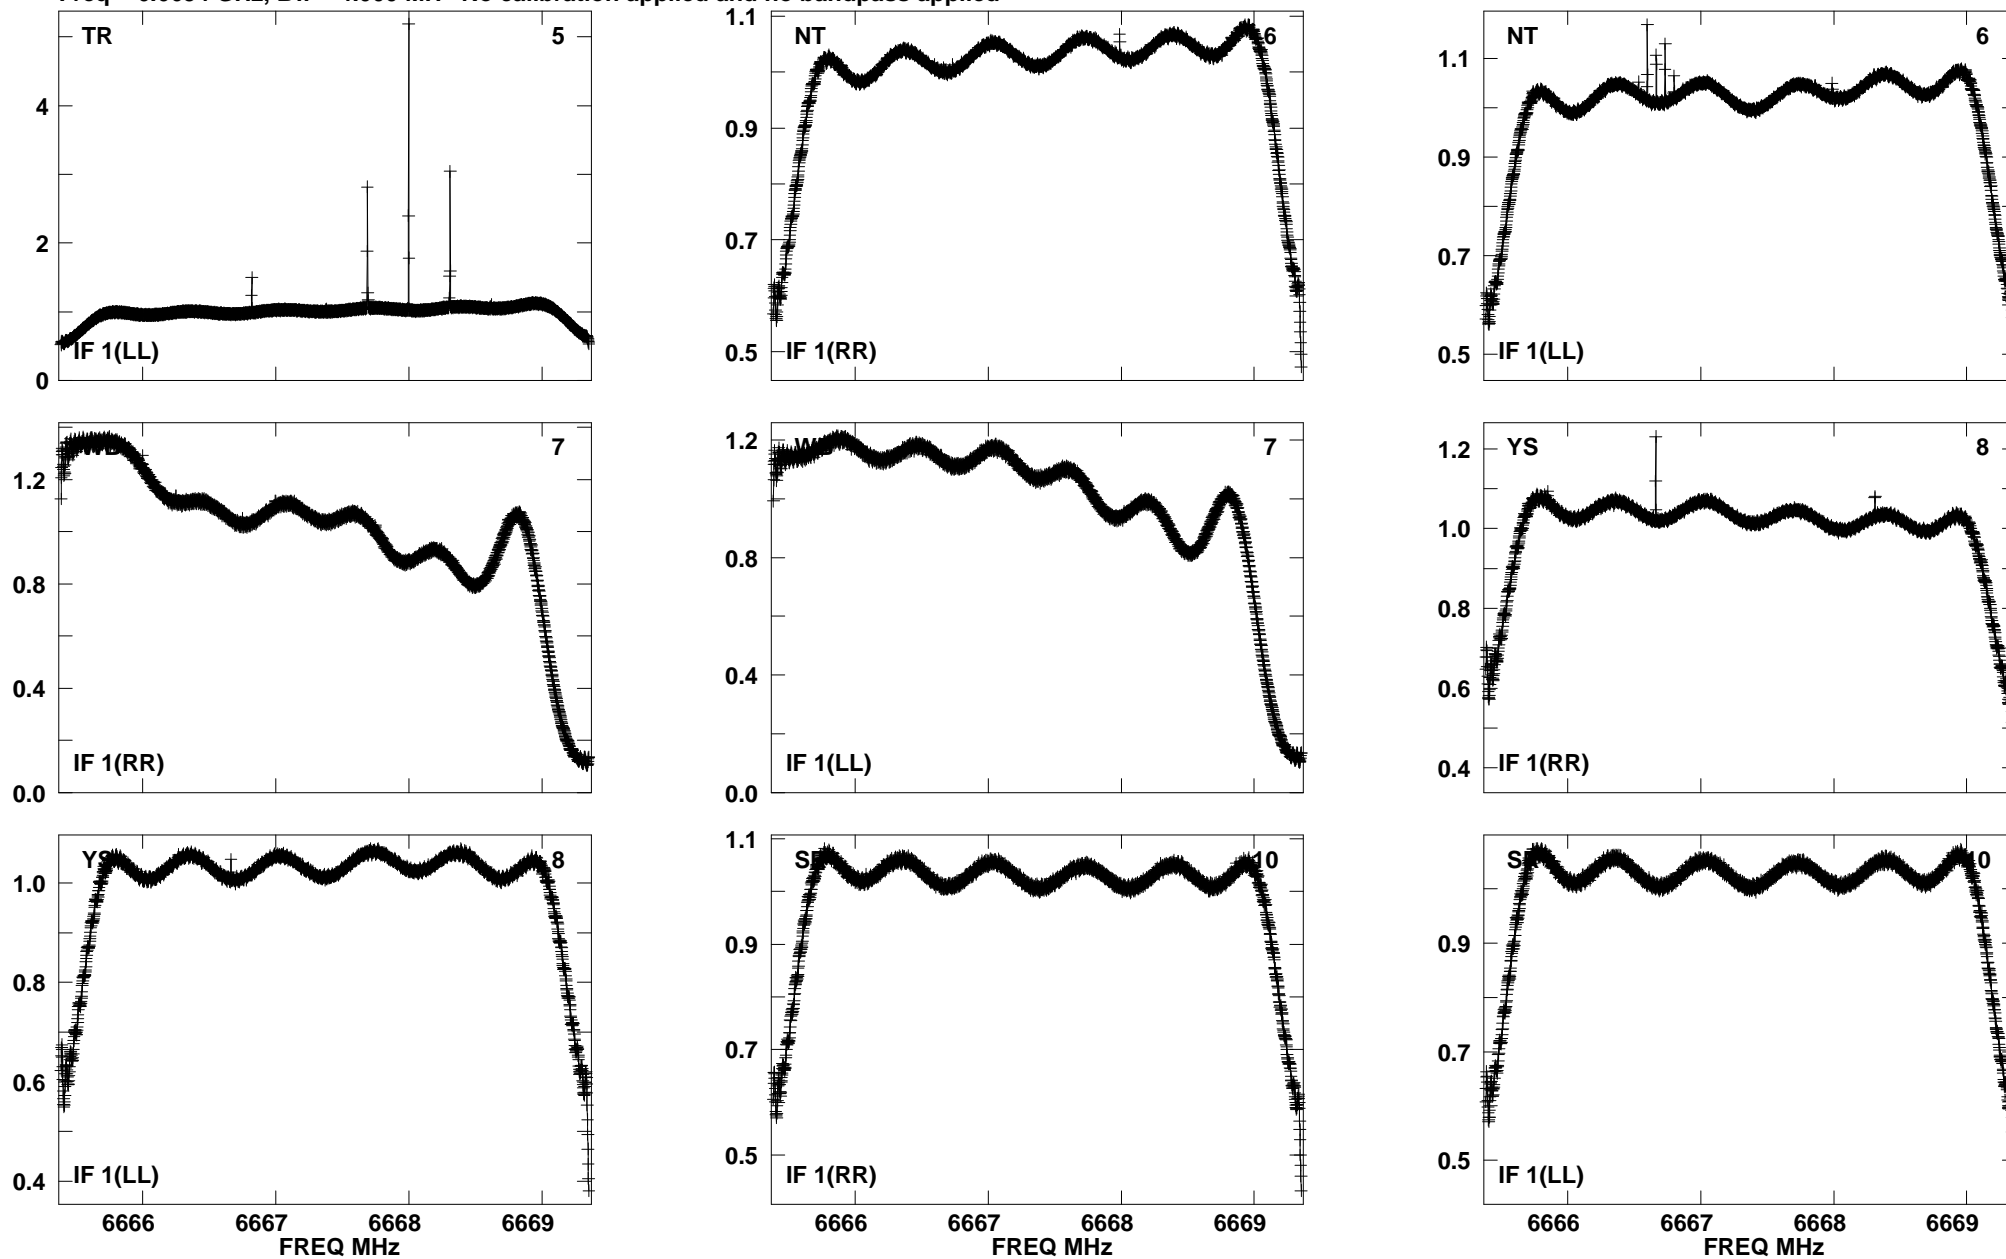 No calibration applied and no bandpass applied
TR 5
4
2
0
IF 1(LL)
NT 6
1.1
0.9
0.7
0.5
IF 1(RR)
NT 6
1.1
0.9
0.7
0.5
IF 1(LL)
7
1.2
0.8
0.4
0.0
IF 1(RR)
7
1.2
0.8
0.4
0.0
IF 1(LL)
YS 8
1.2
1.0
0.8
0.6
0.4
IF 1(RR)
YS 8
1.0
0.8
0.6
0.4
IF 1(LL)
6666 6667 6668 6669
FREQ MHz
10
1.1
0.9
0.7
0.5
IF 1(RR)
6666 6667 6668 6669
FREQ MHz
10
0.9
0.7
0.5
IF 1(LL)
6666 6667 6668 6669
FREQ MHz